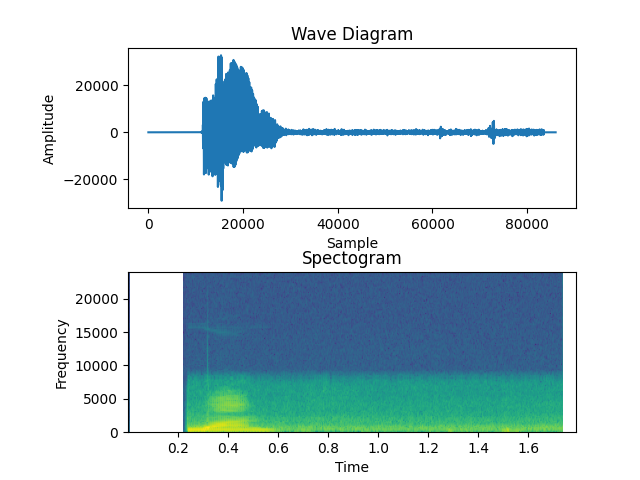 Wave Diagram
Amplitude
20000
0
−20000
0 20000 40000 60000 80000
Sample
Spectogram
Frequency
20000
15000
10000
5000
0
0.2 0.4 0.6 0.8 1.0 1.2 1.4 1.6
Time